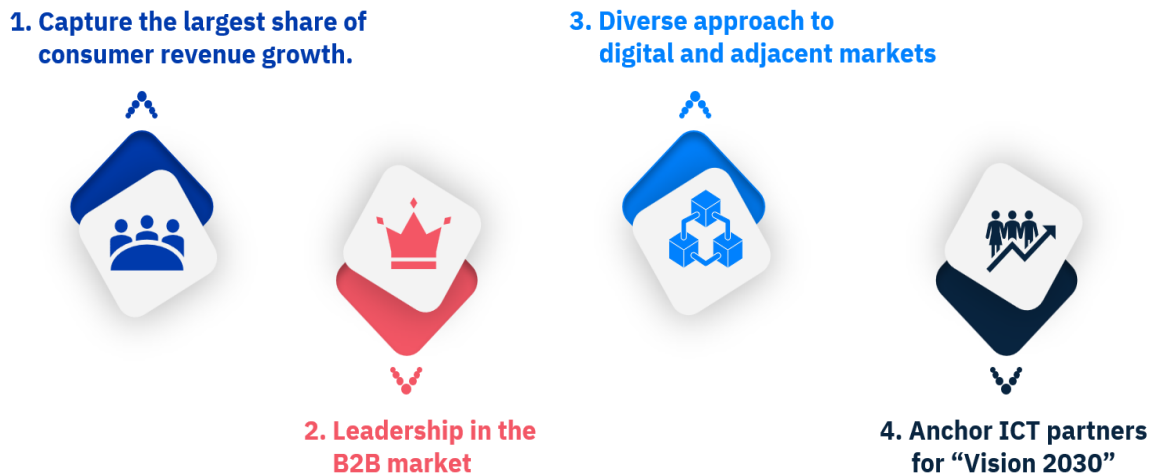 1. Capture the largest share of
consumer revenue growth.
2. Leadership in the
B2B market
3. Diverse approach to
digital and adjacent markets
4. Anchor ICT partners
for “Vision 2030”